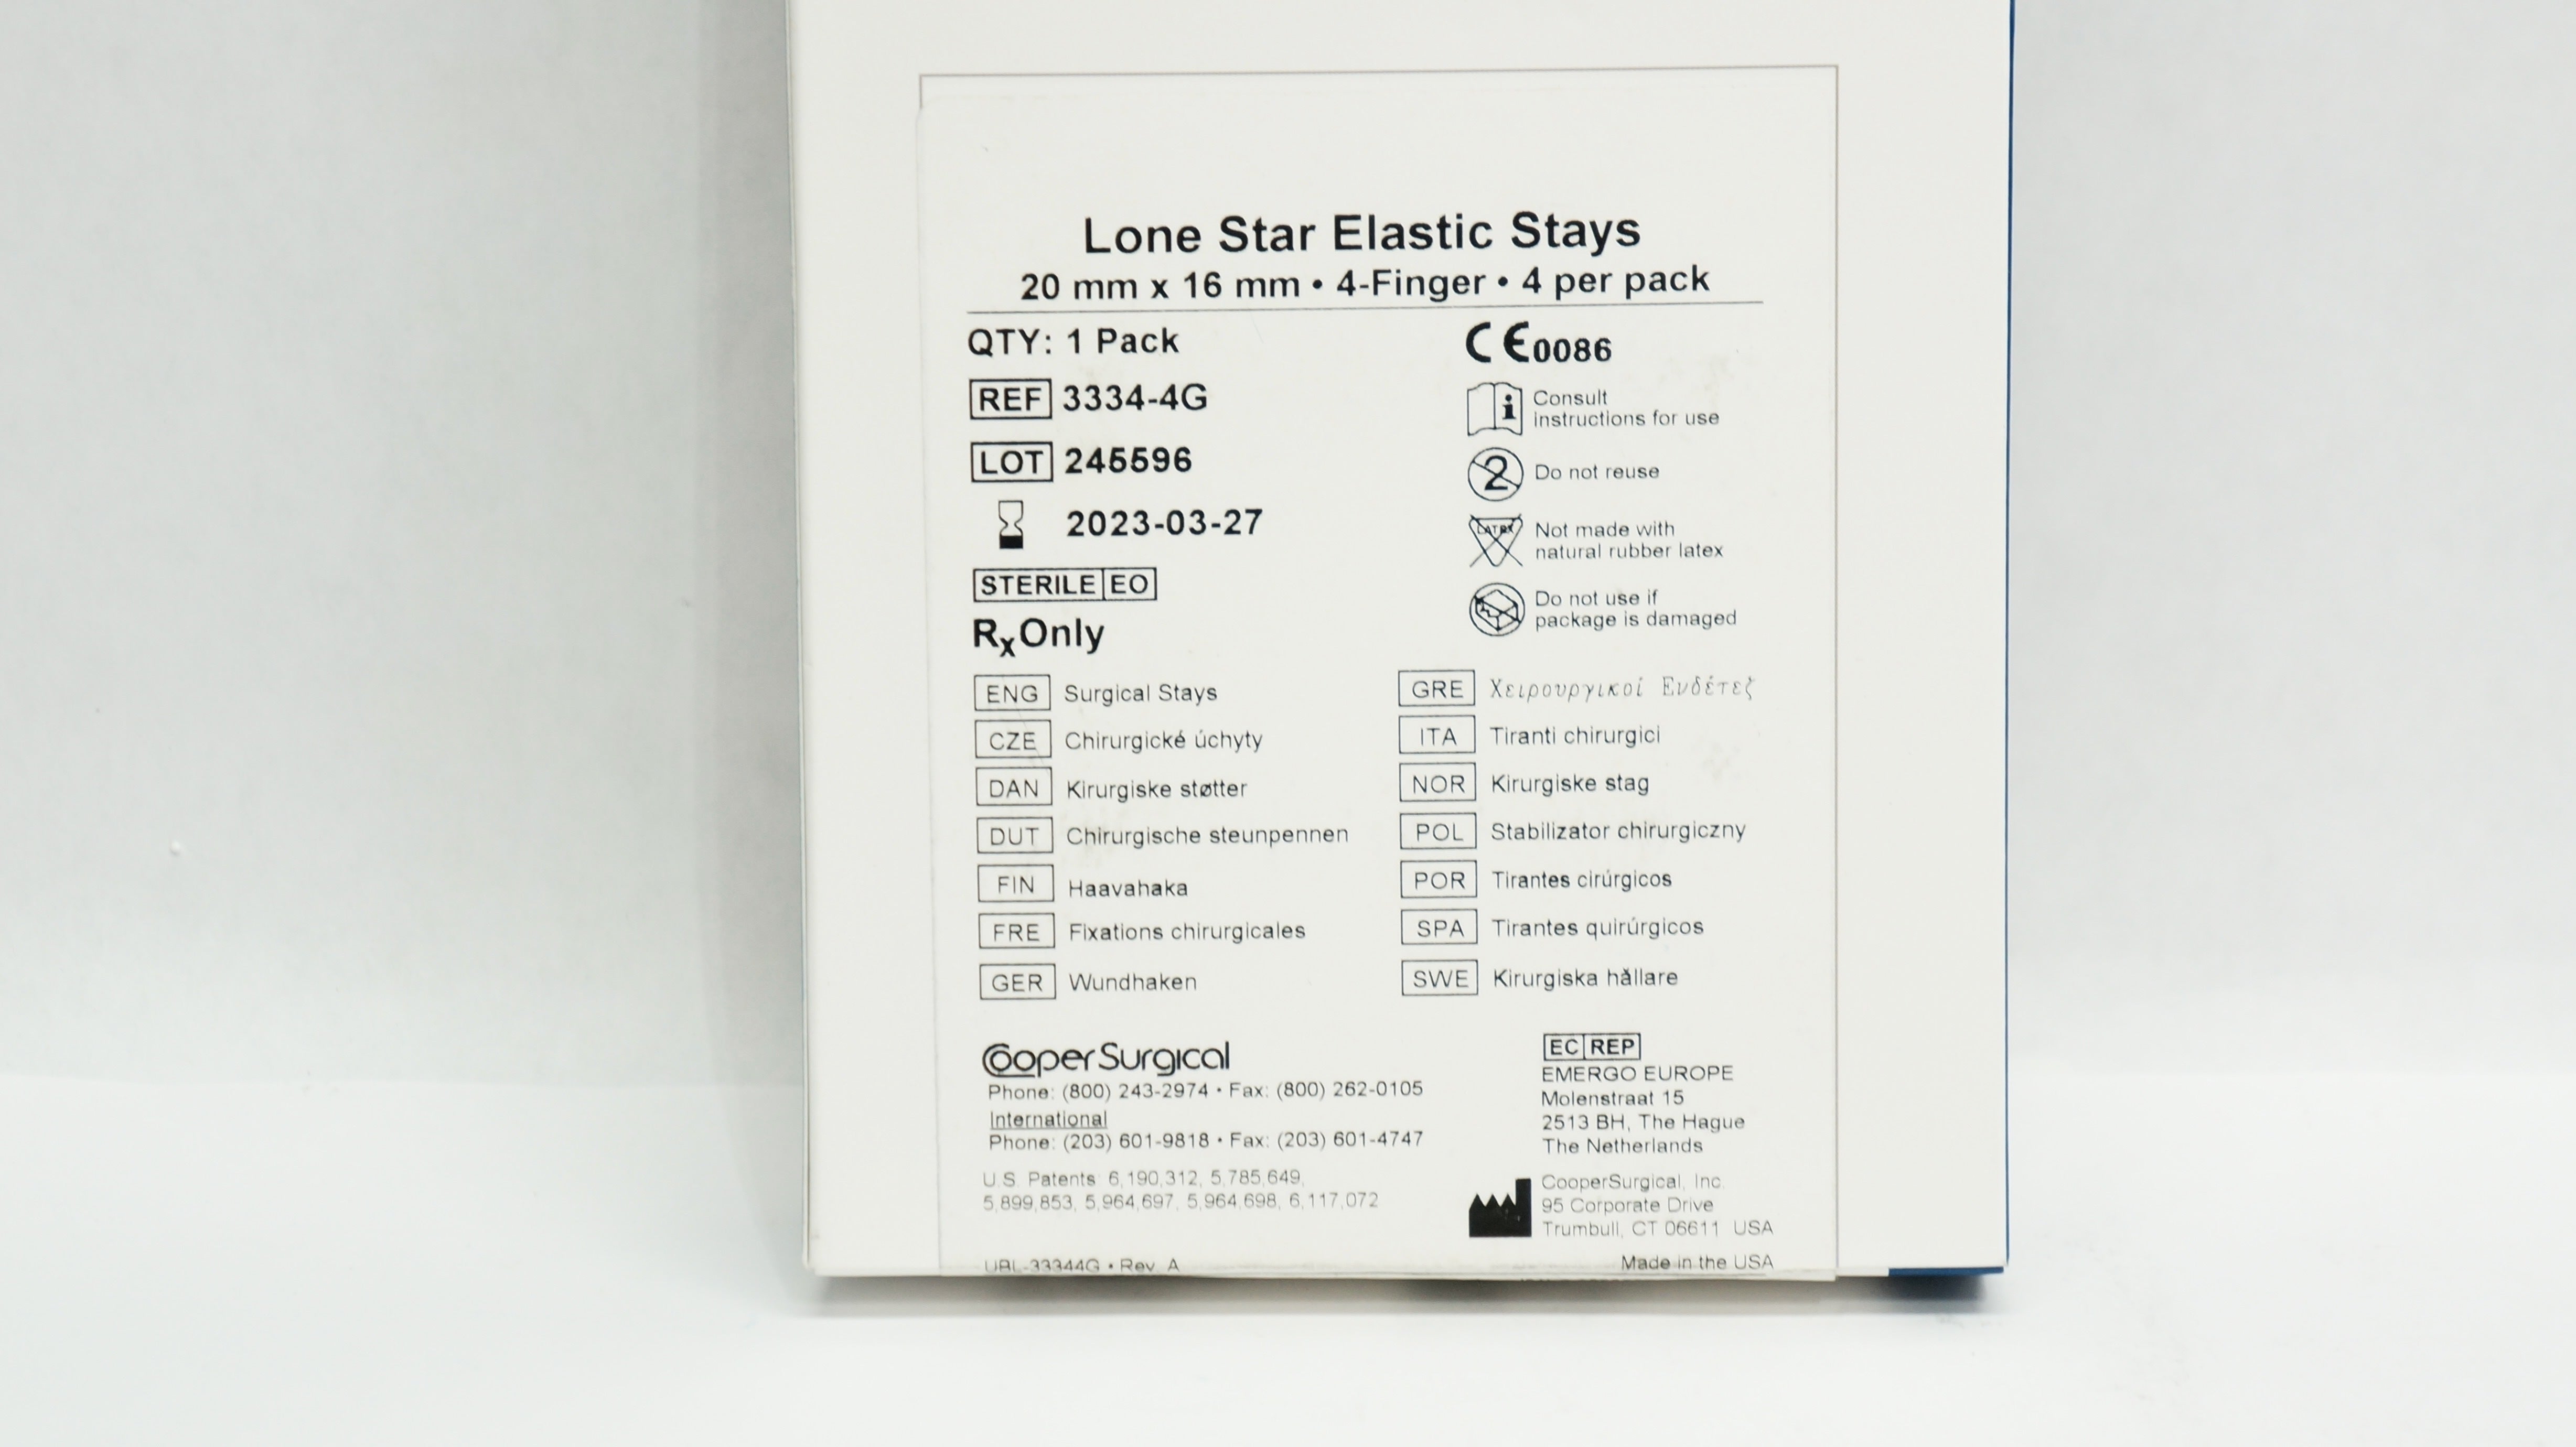 Lone Star Elastic Stays
20 mm x 16 mm • 4-Finger • 4 per pack
QTY: 1 Pack
REF 3334-4G
LOT 245596
2023-03-27
STERILE EO
Rx Only
CE0086
Consult
instructions for use
2 Do not reuse
LATEX Not made with
natural rubber latex
Do not use if
package is damaged
ENG Surgical Stays
CZE Chirurgické úchyty
DAN Kirurgiske støtter
DUT Chirurgische steunpennen
FIN Haavahaka
FRE Fixations chirurgicales
GER Wundhaken
GRE Χειρουργικοί Ενδέτεζ
ITA Tiranti chirurgici
NOR Kirurgiske stag
POL Stabilizator chirurgiczny
POR Tirantes cirúrgicos
SPA Tirantes quirúrgicos
SWE Kirurgiska hållare
CooperSurgical
Phone: (800) 243-2974 • Fax: (800) 262-0105
International
Phone: (203) 601-9818 • Fax: (203) 601-4747
U.S. Patents: 6,190,312, 5,785,649,
5,899,853, 5,964,697, 5,964,698, 6,117,072
UBL-33344G • Rev. A
EC REP
EMERGO EUROPE
Molenstraat 15
2513 BH, The Hague
The Netherlands
CooperSurgical, Inc.
95 Corporate Drive
Trumbull, CT 06611 USA
Made in the USA